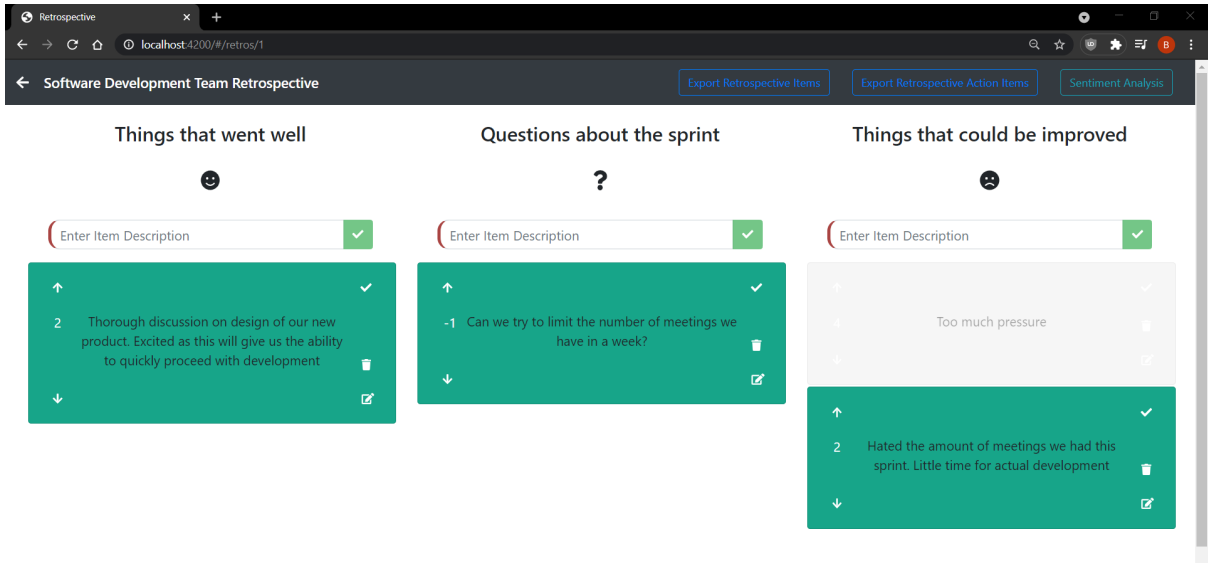 Retrospective
localhost:4200/#/retros/1
B
Software Development Team Retrospective
Export Retrospective Items
Export Retrospective Action Items
Sentiment Analysis
Things that went well
Enter Item Description
2
Thorough discussion on design of our new
product. Excited as this will give us the ability
to quickly proceed with development
Questions about the sprint
?
Enter Item Description
-1
Can we try to limit the number of meetings we
have in a week?
Things that could be improved
Enter Item Description
4
Too much pressure
2
Hated the amount of meetings we had this
sprint. Little time for actual development